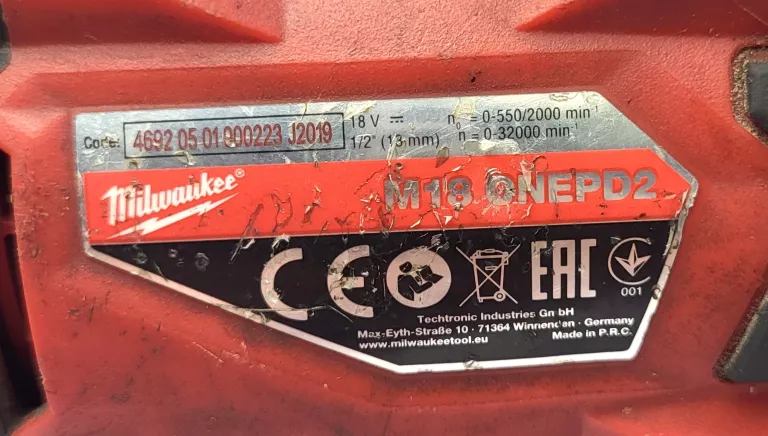 Code: 4692 05 01 000223 J2019
18 V ⎓ n₀ = 0-550/2000 min⁻¹
1/2" (13 mm) n = 0-32000 min⁻¹
Milwaukee®
M18 ONEPD2
CE EAC
001
Techtronic Industries GmbH
Max-Eyth-Straße 10 · 71364 Winnenden · Germany
www.milwaukeetool.eu Made in P.R.C.